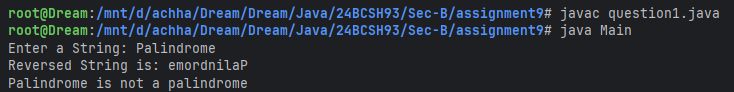 root@Dream:/mnt/d/achha/Dream/Dream/Java/24BCSH93/Sec-B/assignment9# javac question1.java
root@Dream:/mnt/d/achha/Dream/Dream/Java/24BCSH93/Sec-B/assignment9# java Main
Enter a String: Palindrome
Reversed String is: emordnilaP
Palindrome is not a palindrome